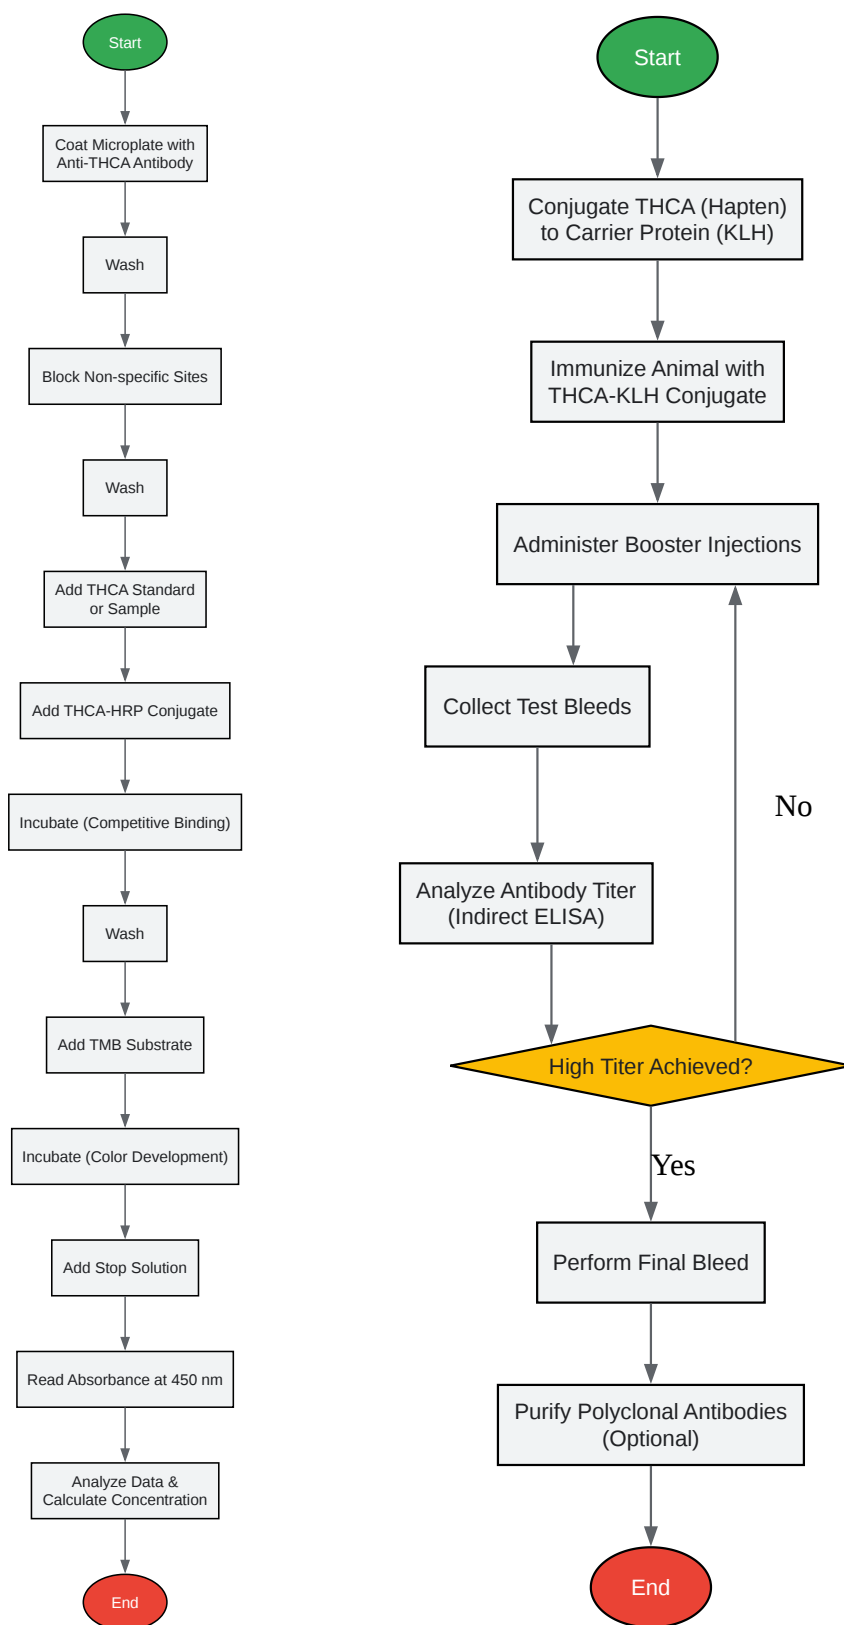 Start
Coat Microplate with
Anti-THCA Antibody
Wash
Block Non-specific Sites
Wash
Add THCA Standard
or Sample
Add THCA-HRP Conjugate
Incubate (Competitive Binding)
Wash
Add TMB Substrate
Incubate (Color Development)
Add Stop Solution
Read Absorbance at 450 nm
Analyze Data &
Calculate Concentration
End
Start
Conjugate THCA (Hapten)
to Carrier Protein (KLH)
Immunize Animal with
THCA-KLH Conjugate
Administer Booster Injections
Collect Test Bleeds
No
Analyze Antibody Titer
(Indirect ELISA)
High Titer Achieved?
Yes
Perform Final Bleed
Purify Polyclonal Antibodies
(Optional)
End